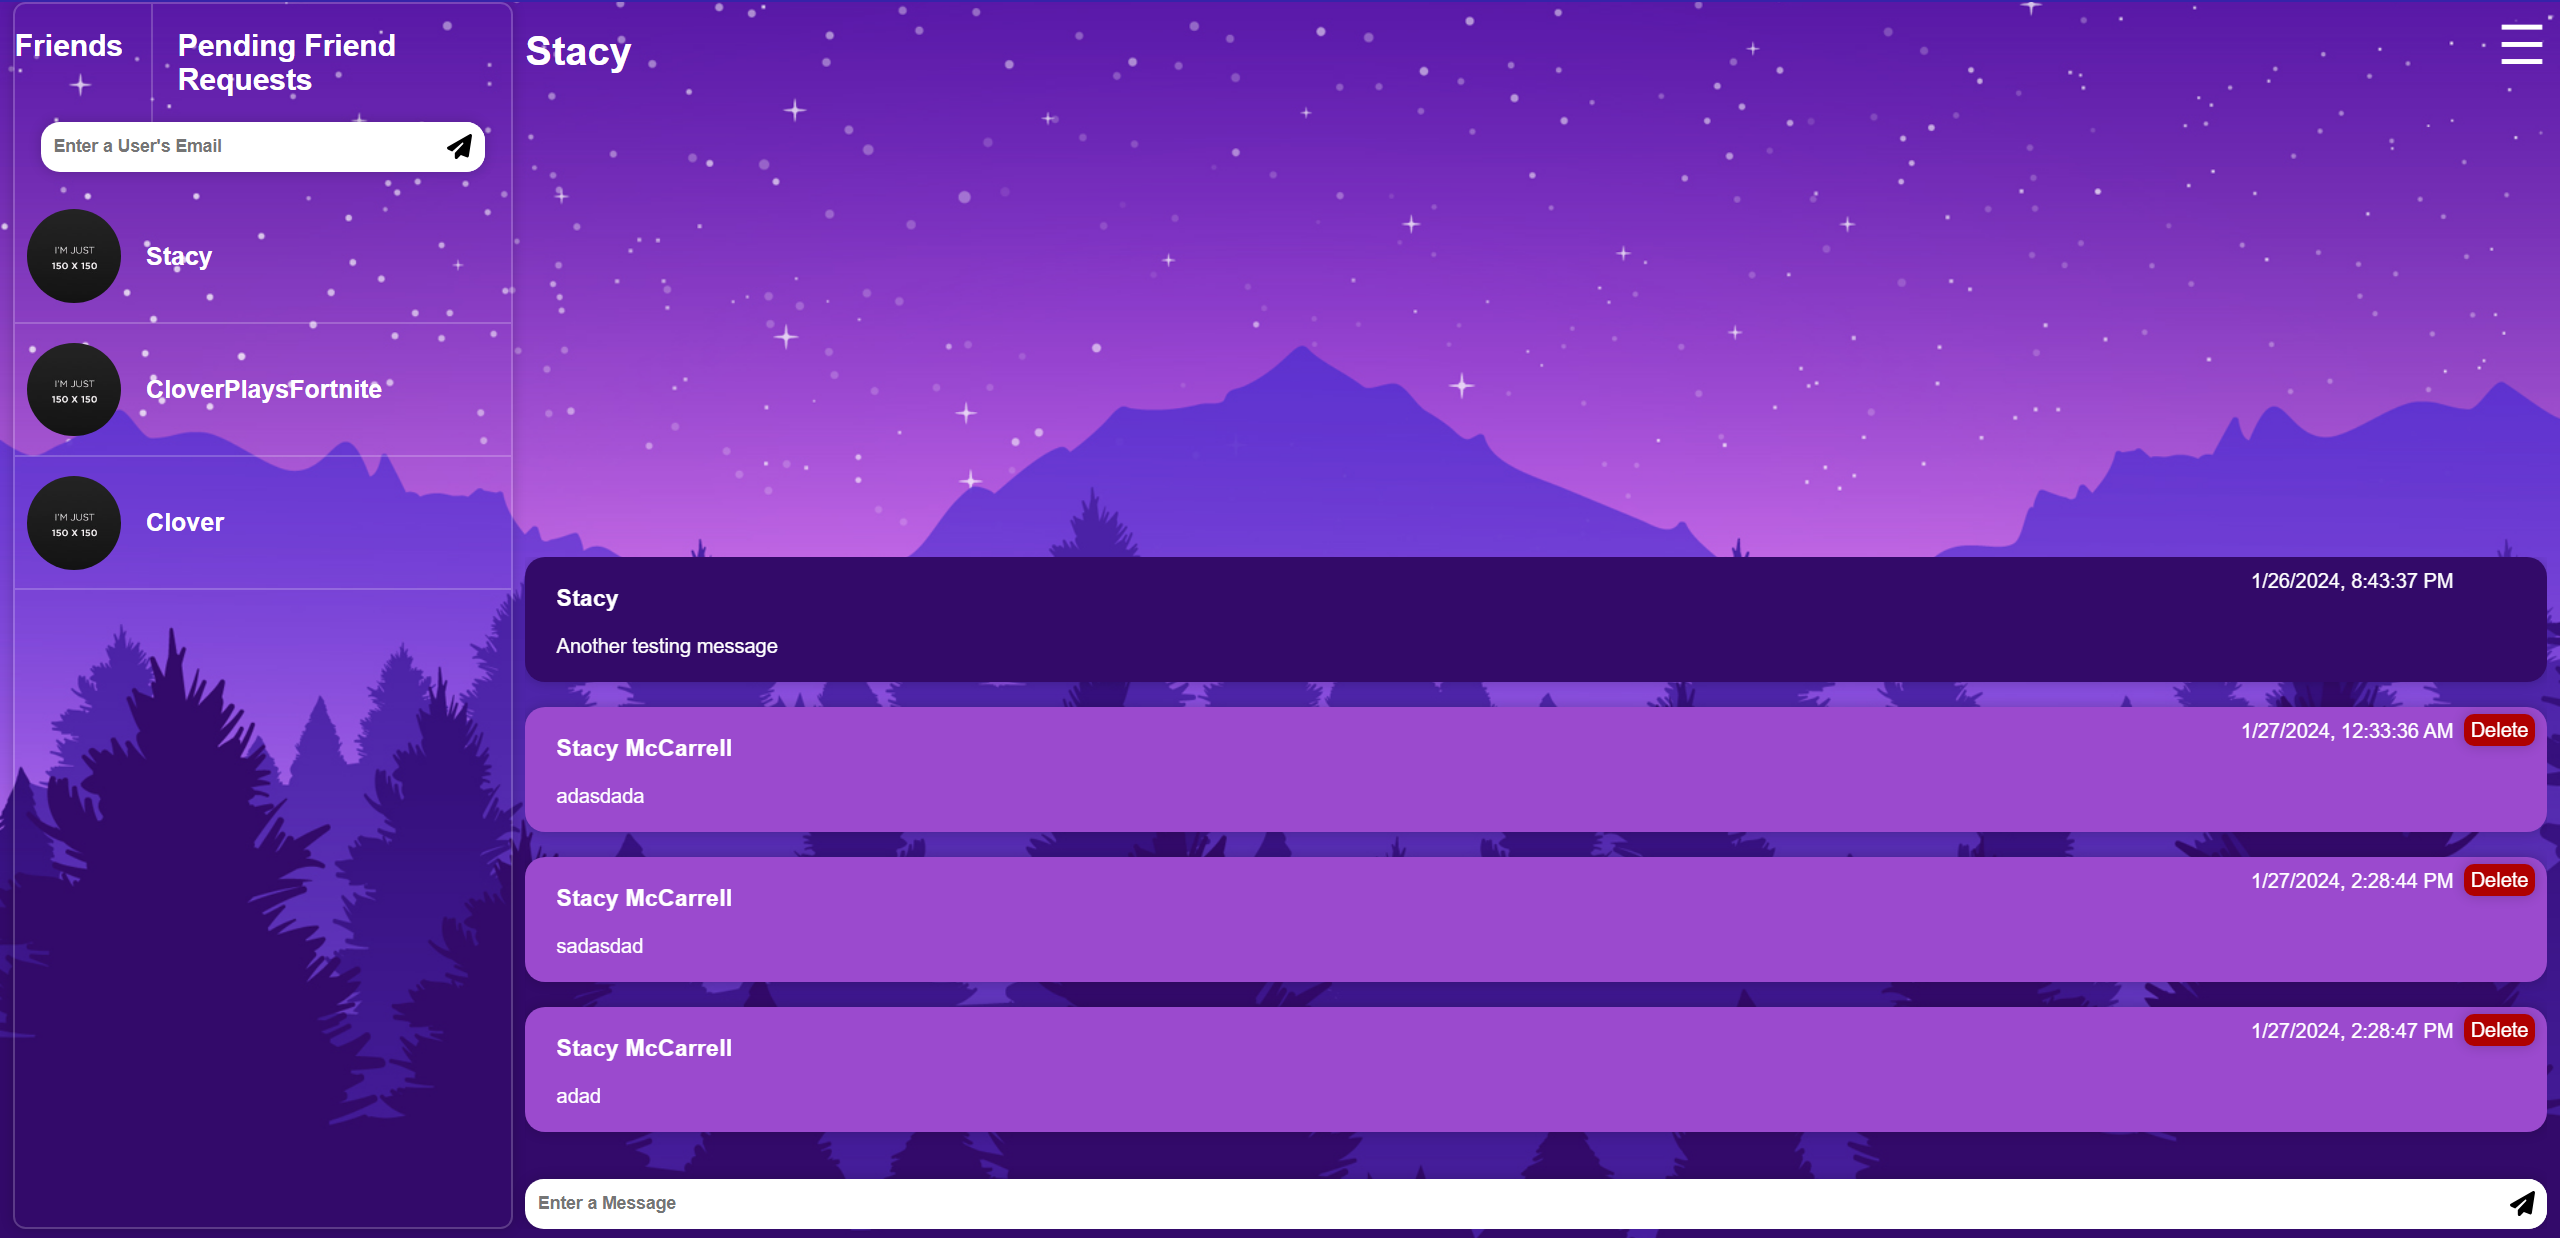 Friends
Pending Friend
Requests
Enter a User's Email
I'M JUST
150 X 150
Stacy
I'M JUST
150 X 150
CloverPlaysFortnite
I'M JUST
150 X 150
Clover
Stacy
1/26/2024, 8:43:37 PM
Stacy
Another testing message
1/27/2024, 12:33:36 AM Delete
Stacy McCarrell
adasdada
1/27/2024, 2:28:44 PM Delete
Stacy McCarrell
sadasdad
1/27/2024, 2:28:47 PM Delete
Stacy McCarrell
adad
Enter a Message